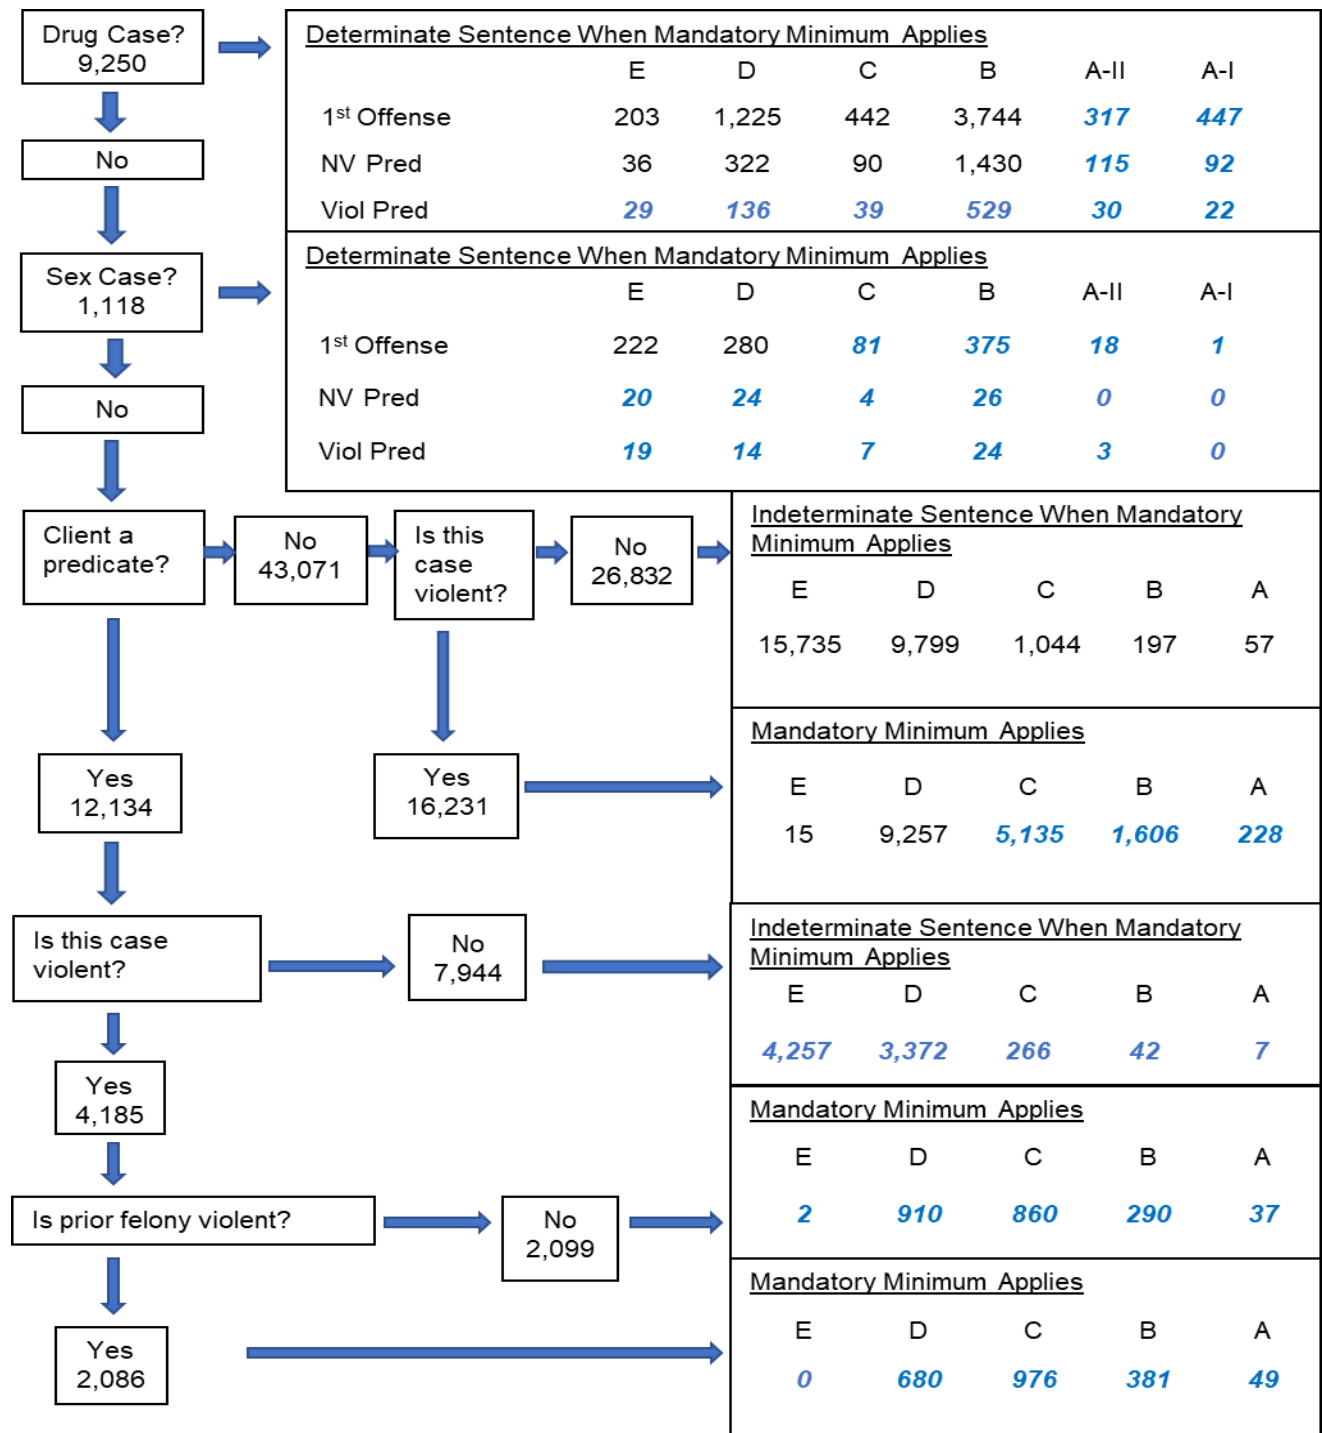 Drug Case?
9,250
Determinate Sentence When Mandatory Minimum Applies
E D C B A-II A-I
1st Offense 203 1,225 442 3,744 317 447
NV Pred 36 322 90 1,430 115 92
Viol Pred 29 136 39 529 30 22
No
Sex Case?
1,118
Determinate Sentence When Mandatory Minimum Applies
E D C B A-II A-I
1st Offense 222 280 81 375 18 1
NV Pred 20 24 4 26 0 0
Viol Pred 19 14 7 24 3 0
No
Client a
predicate?
No
43,071
Is this
case
violent?
No
26,832
Indeterminate Sentence When Mandatory
Minimum Applies
E D C B A
15,735 9,799 1,044 197 57
Yes
12,134
Yes
16,231
Mandatory Minimum Applies
E D C B A
15 9,257 5,135 1,606 228
Is this case
violent?
No
7,944
Indeterminate Sentence When Mandatory
Minimum Applies
E D C B A
4,257 3,372 266 42 7
Yes
4,185
Is prior felony violent?
No
2,099
Mandatory Minimum Applies
E D C B A
2 910 860 290 37
Yes
2,086
Mandatory Minimum Applies
E D C B A
0 680 976 381 49